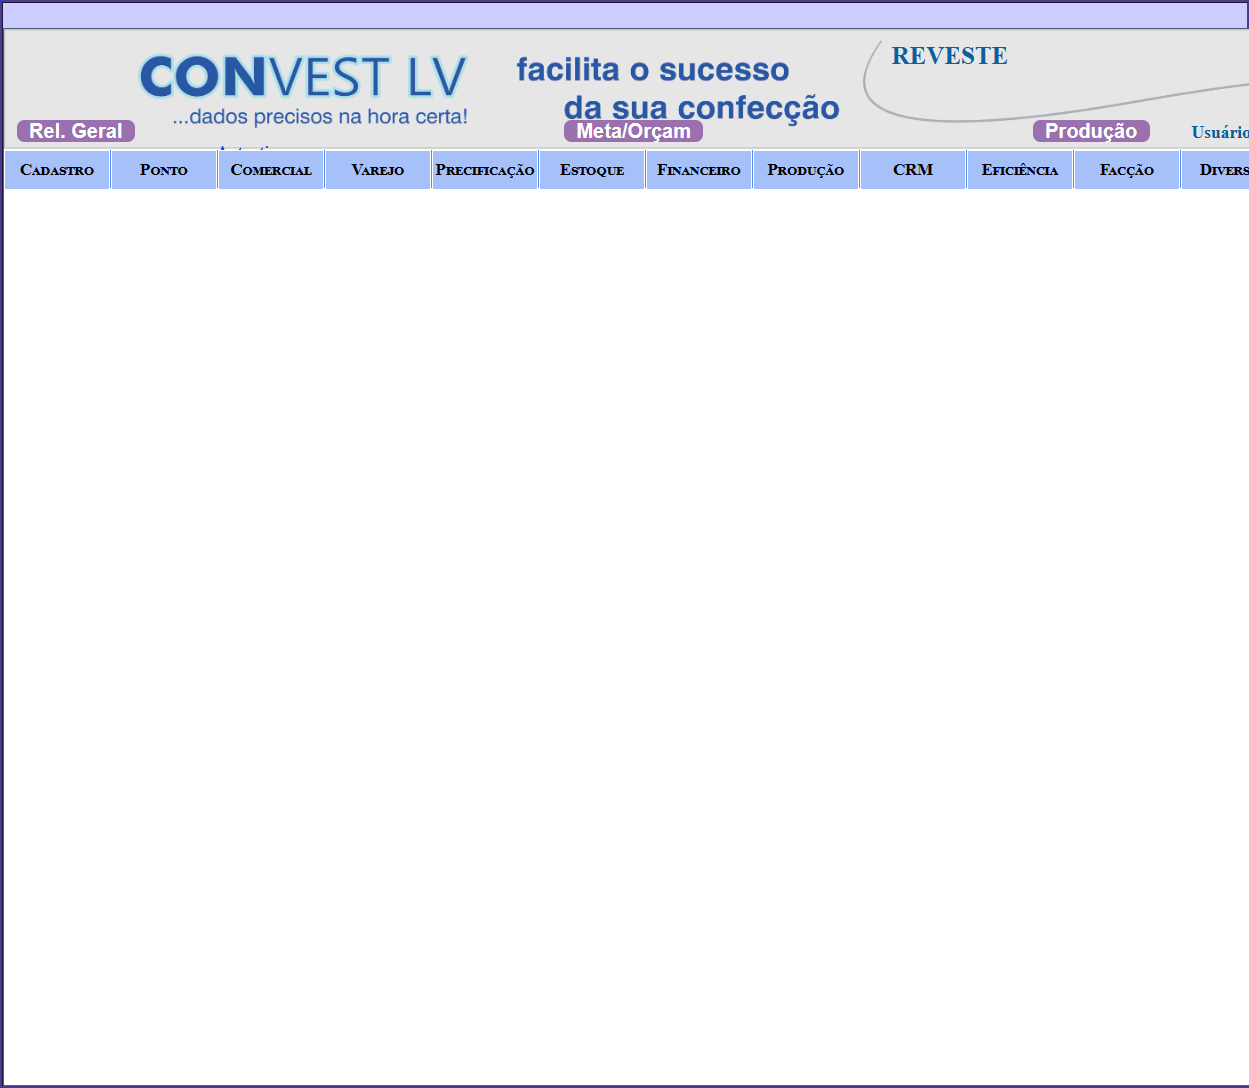 CONVEST LV
...dados precisos na hora certa!
facilita o sucesso
da sua confecção
REVESTE
Rel. Geral
Meta/Orçam
Produção
Usuário
Cadastro
Ponto
Comercial
Varejo
Precificação
Estoque
Financeiro
Produção
CRM
Eficiência
Facção
Divers